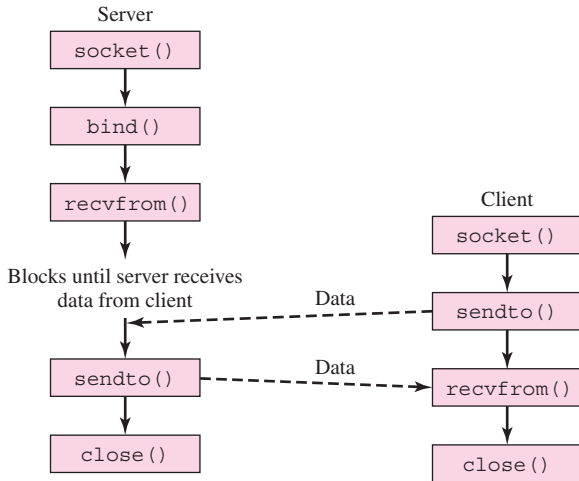 Server
socket()
bind()
recvfrom()
Blocks until server receives
data from client
sendto()
close()
Client
socket()
Data
sendto()
Data
recvfrom()
close()